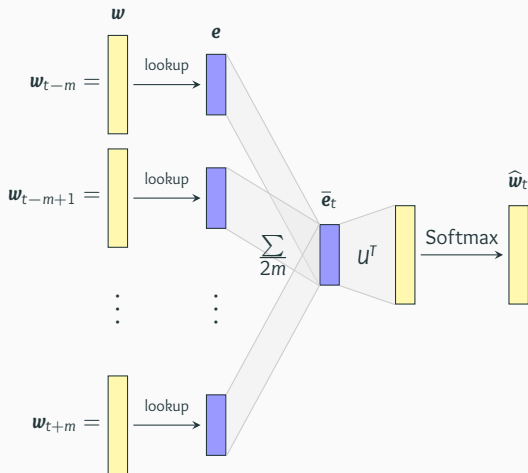 w
e
w_{t−m} =
lookup
w_{t−m+1} =
lookup
ē_t
ŵ_t
∑
2m
U^T
Softmax
⋮ ⋮
w_{t+m} =
lookup